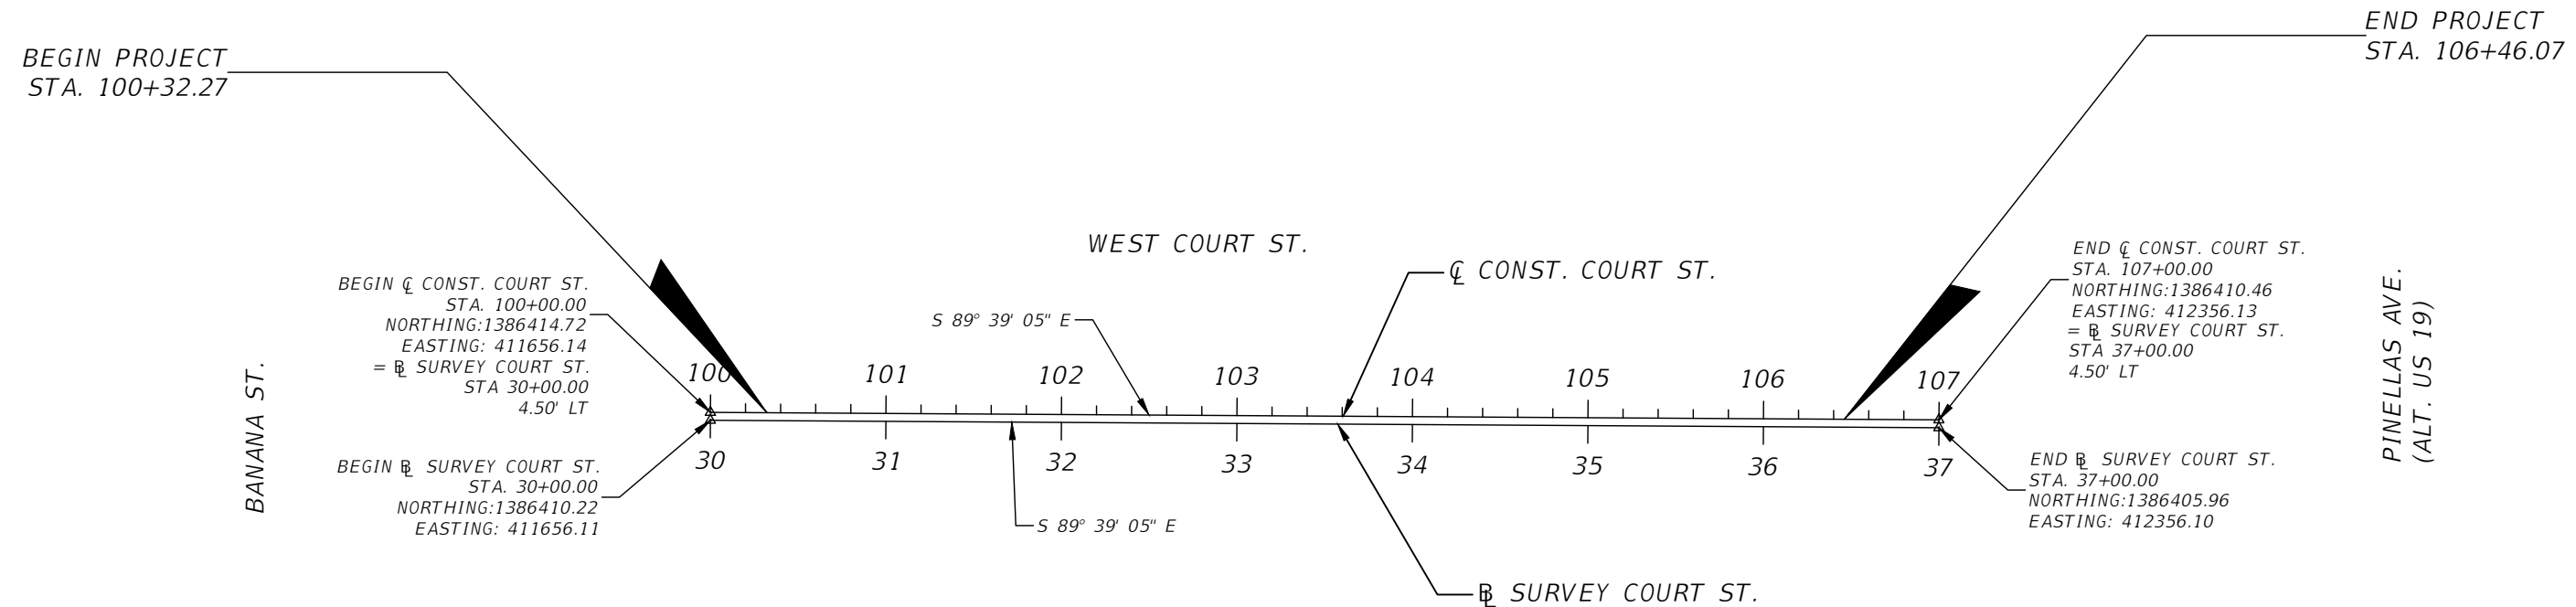 BEGIN PROJECT
STA. 100+32.27
END PROJECT
STA. 106+46.07
WEST COURT ST.
℄ CONST. COURT ST.
BEGIN ℄ CONST. COURT ST.
STA. 100+00.00
NORTHING:1386414.72
EASTING: 411656.14
= BL SURVEY COURT ST.
STA 30+00.00
4.50' LT
S 89° 39' 05" E
END ℄ CONST. COURT ST.
STA. 107+00.00
NORTHING:1386410.46
EASTING: 412356.13
= BL SURVEY COURT ST.
STA 37+00.00
4.50' LT
BANANA ST.
100 101 102 103 104 105 106 107
30 31 32 33 34 35 36 37
PINELLAS AVE.
(ALT. US 19)
BEGIN BL SURVEY COURT ST.
STA. 30+00.00
NORTHING:1386410.22
EASTING: 411656.11
S 89° 39' 05" E
END BL SURVEY COURT ST.
STA. 37+00.00
NORTHING:1386405.96
EASTING: 412356.10
BL SURVEY COURT ST.